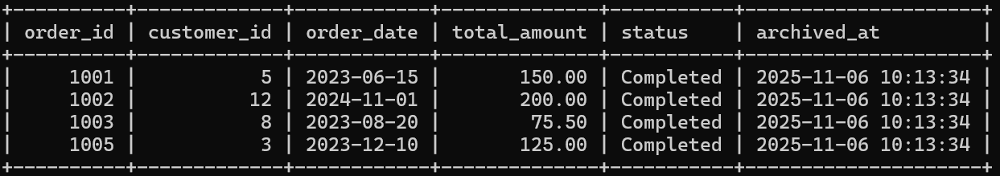 +----------+-------------+------------+--------------+-----------+---------------------+
| order_id | customer_id | order_date | total_amount | status    | archived_at         |
+----------+-------------+------------+--------------+-----------+---------------------+
|     1001 |           5 | 2023-06-15 |       150.00 | Completed | 2025-11-06 10:13:34 |
|     1002 |          12 | 2024-11-01 |       200.00 | Completed | 2025-11-06 10:13:34 |
|     1003 |           8 | 2023-08-20 |        75.50 | Completed | 2025-11-06 10:13:34 |
|     1005 |           3 | 2023-12-10 |       125.00 | Completed | 2025-11-06 10:13:34 |
+----------+-------------+------------+--------------+-----------+---------------------+